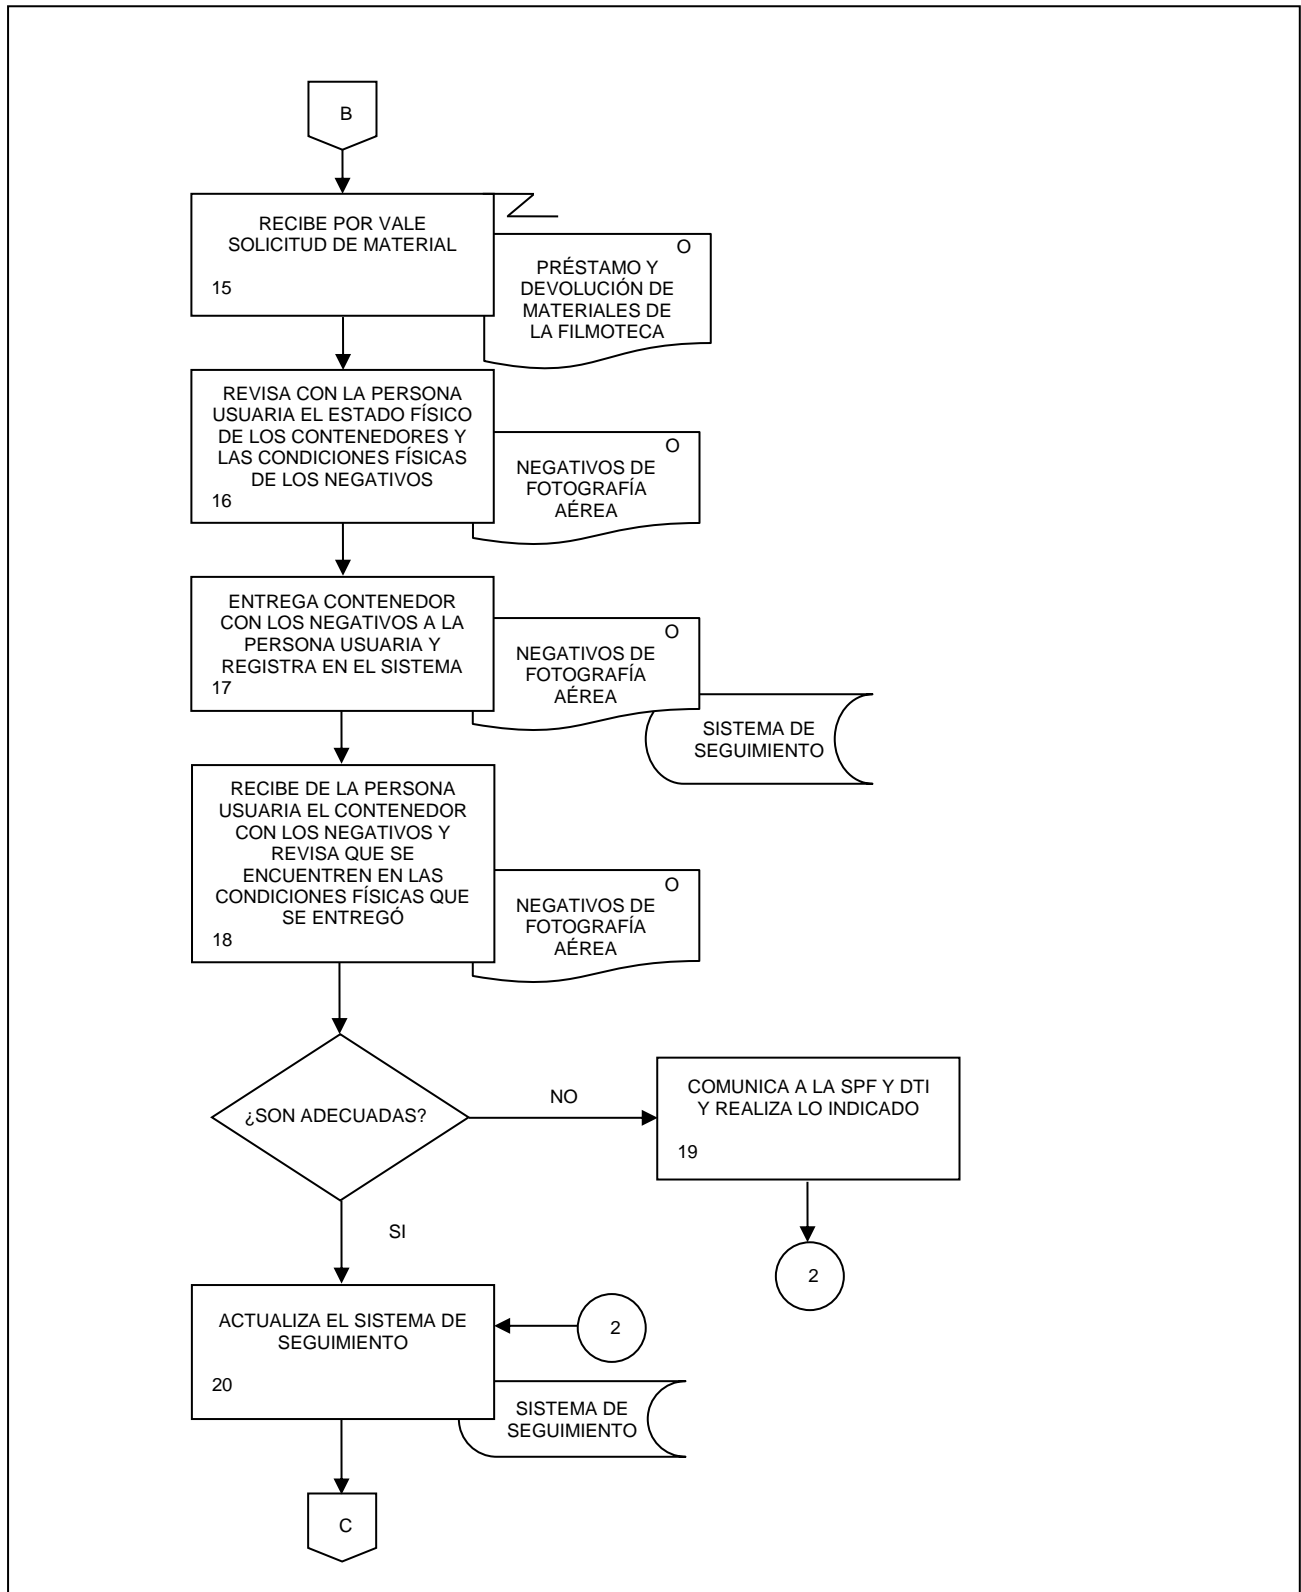 B
RECIBE POR VALE
SOLICITUD DE MATERIAL
15
O
PRÉSTAMO Y
DEVOLUCIÓN DE
MATERIALES DE
LA FILMOTECA
REVISA CON LA PERSONA
USUARIA EL ESTADO FÍSICO
DE LOS CONTENEDORES Y
LAS CONDICIONES FÍSICAS
DE LOS NEGATIVOS
16
O
NEGATIVOS DE
FOTOGRAFÍA
AÉREA
ENTREGA CONTENEDOR
CON LOS NEGATIVOS A LA
PERSONA USUARIA Y
REGISTRA EN EL SISTEMA
17
O
NEGATIVOS DE
FOTOGRAFÍA
AÉREA
SISTEMA DE
SEGUIMIENTO
RECIBE DE LA PERSONA
USUARIA EL CONTENEDOR
CON LOS NEGATIVOS Y
REVISA QUE SE
ENCUENTREN EN LAS
CONDICIONES FÍSICAS QUE
SE ENTREGÓ
18
O
NEGATIVOS DE
FOTOGRAFÍA
AÉREA
¿SON ADECUADAS?
NO
COMUNICA A LA SPF Y DTI
Y REALIZA LO INDICADO
19
2
SI
ACTUALIZA EL SISTEMA DE
SEGUIMIENTO
20
2
SISTEMA DE
SEGUIMIENTO
C